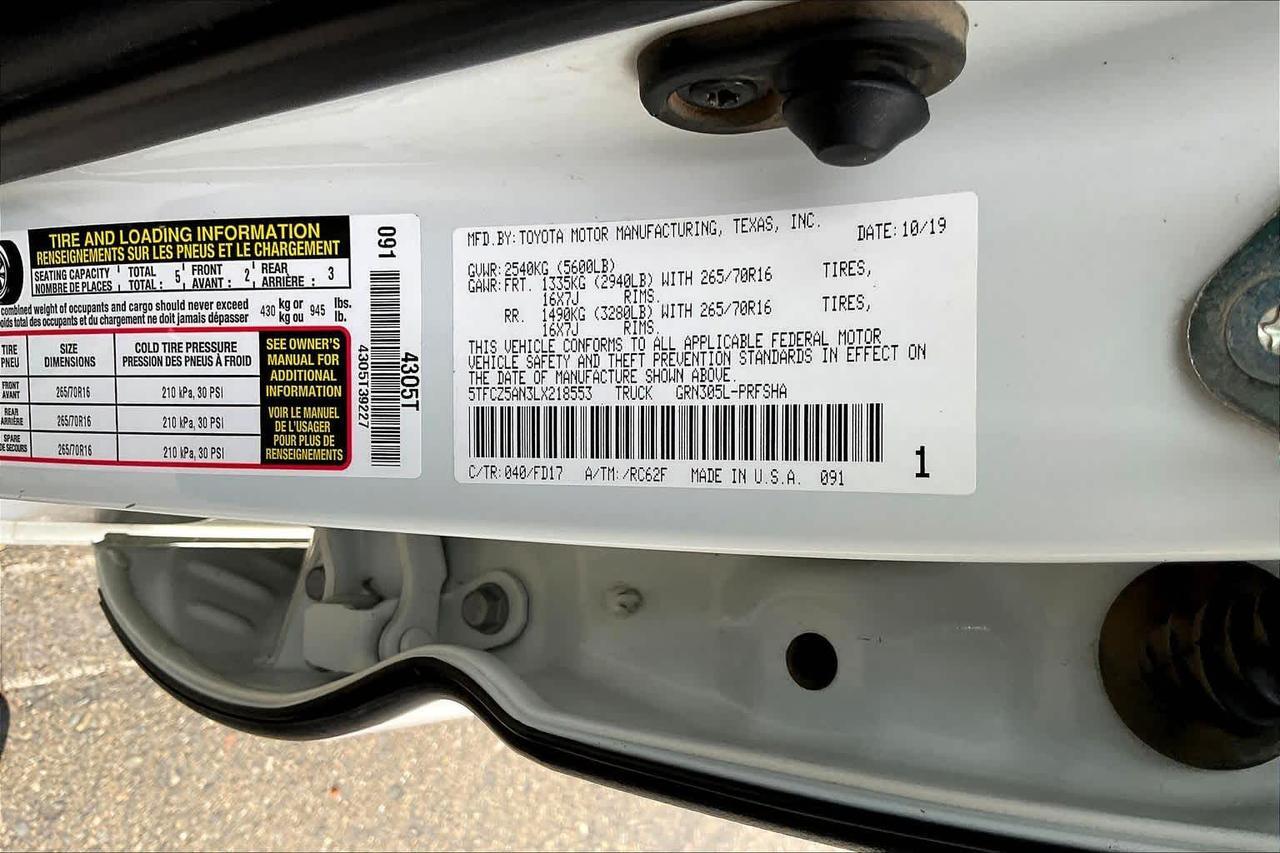 TIRE AND LOADING INFORMATION
RENSEIGNEMENTS SUR LES PNEUS ET LE CHARGEMENT
SEATING CAPACITY TOTAL 5 FRONT 2 REAR 3
NOMBRE DE PLACES TOTAL : AVANT : ARRIÈRE :
combined weight of occupants and cargo should never exceed 430 kg or 945 lbs.
total des occupants et du chargement ne doit jamais dépasser kg ou lb.
TIRE SIZE COLD TIRE PRESSURE
PNEU DIMENSIONS PRESSION DES PNEUS À FROID
FRONT AVANT 265/70R16 210 kPa, 30 PSI
REAR ARRIÈRE 265/70R16 210 kPa, 30 PSI
SPARE DE SECOURS 265/70R16 210 kPa, 30 PSI
SEE OWNER'S
MANUAL FOR
ADDITIONAL
INFORMATION
VOIR LE MANUEL
DE L'USAGER
POUR PLUS DE
RENSEIGNEMENTS
091
4305T39227
4305T
MFD.BY:TOYOTA MOTOR MANUFACTURING, TEXAS, INC. DATE:10/19
GVWR:2540KG (5600LB)
GAWR:FRT. 1335KG (2940LB) WITH 265/70R16 TIRES,
16X7J RIMS.
RR. 1490KG (3280LB) WITH 265/70R16 TIRES,
16X7J RIMS.
THIS VEHICLE CONFORMS TO ALL APPLICABLE FEDERAL MOTOR
VEHICLE SAFETY AND THEFT PREVENTION STANDARDS IN EFFECT ON
THE DATE OF MANUFACTURE SHOWN ABOVE.
5TFCZ5AN3LX218553 TRUCK GRN305L-PRFSHA
C/TR:040/FD17 A/TM:/RC62F MADE IN U.S.A. 091
1